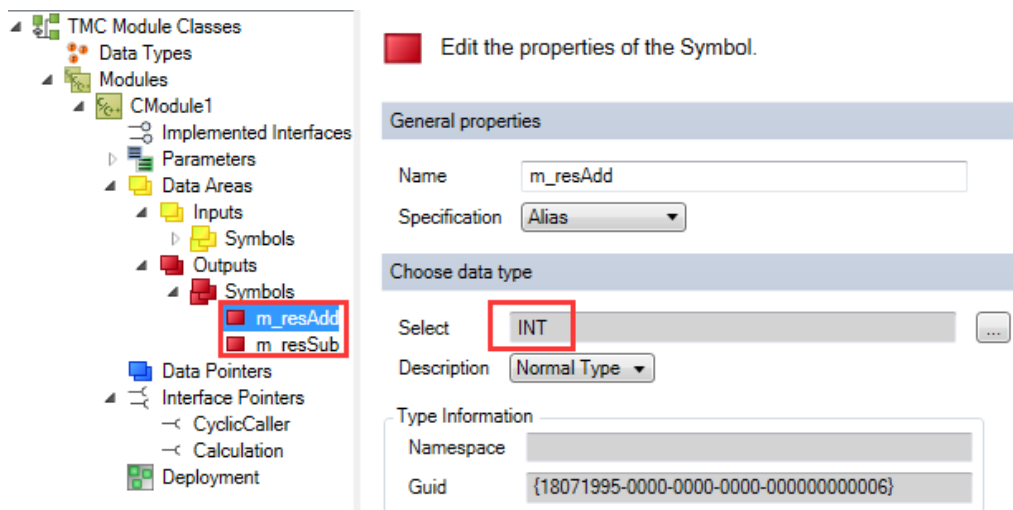 TMC Module Classes
Data Types
Modules
CModule1
Implemented Interfaces
Parameters
Data Areas
Inputs
Symbols
Outputs
Symbols
m_resAdd
m_resSub
Data Pointers
Interface Pointers
CyclicCaller
Calculation
Deployment
Edit the properties of the Symbol.
General properties
Name m_resAdd
Specification Alias
Choose data type
Select INT ...
Description Normal Type
Type Information
Namespace
Guid {18071995-0000-0000-0000-000000000006}